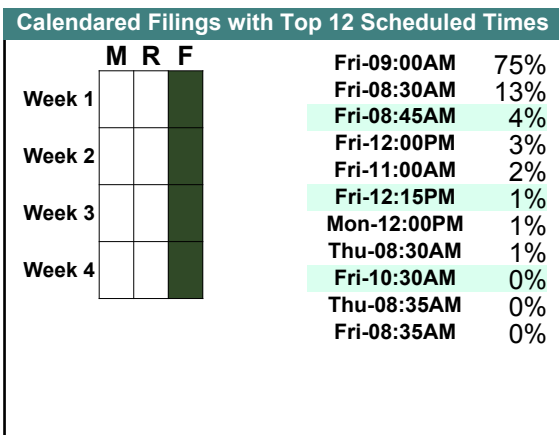 Calendared Filings with Top 12 Scheduled Times
M R F
Week 1
Week 2
Week 3
Week 4
Fri-09:00AM 75%
Fri-08:30AM 13%
Fri-08:45AM 4%
Fri-12:00PM 3%
Fri-11:00AM 2%
Fri-12:15PM 1%
Mon-12:00PM 1%
Thu-08:30AM 1%
Fri-10:30AM 0%
Thu-08:35AM 0%
Fri-08:35AM 0%